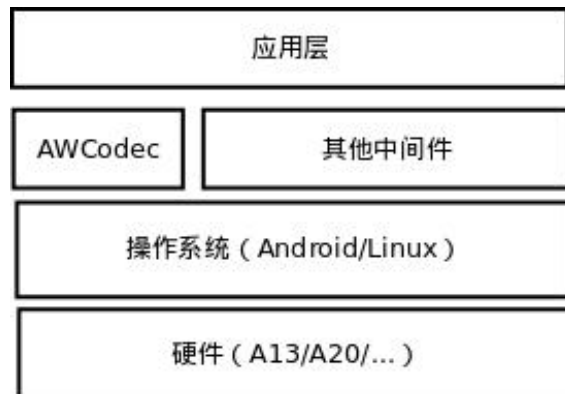 应用层
AWCodec
其他中间件
操作系统（Android/Linux）
硬件（A13/A20/...）